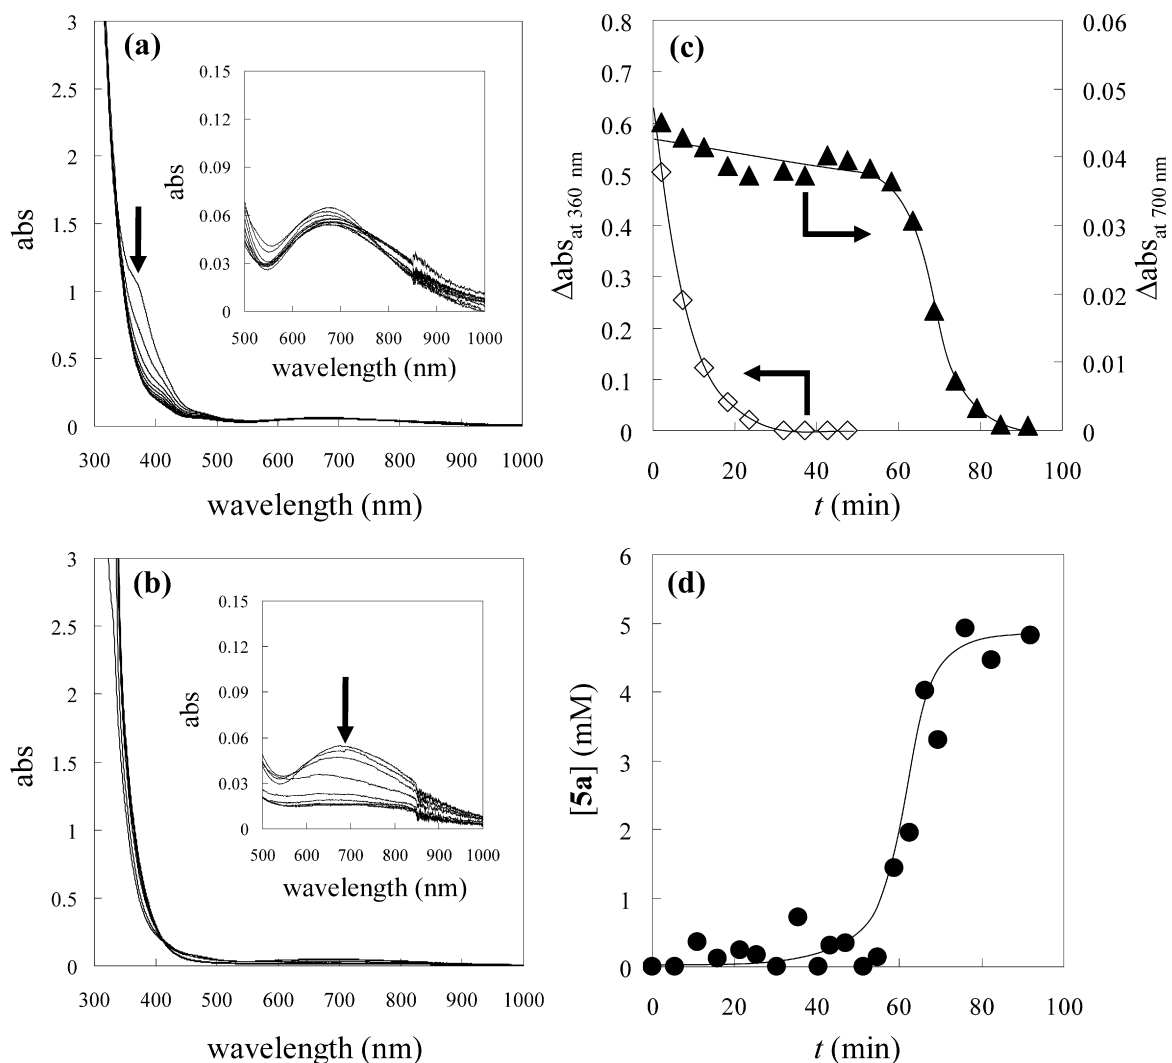 (a)
3
2.5
2
1.5
1
0.5
0
abs
300 400 500 600 700 800 900 1000
wavelength (nm)
0.15
0.12
0.09
0.06
0.03
0
abs
500 600 700 800 900 1000
wavelength (nm)
(c)
0.8
0.7
0.6
0.5
0.4
0.3
0.2
0.1
0
Δabs at 360 nm
0.06
0.05
0.04
0.03
0.02
0.01
0.00
Δabs at 700 nm
0 20 40 60 80 100
t (min)
(b)
3
2.5
2
1.5
1
0.5
0
abs
300 400 500 600 700 800 900 1000
wavelength (nm)
0.15
0.12
0.09
0.06
0.03
0
abs
500 600 700 800 900 1000
wavelength (nm)
(d)
6
5
4
3
2
1
0
[5a] (mM)
0 20 40 60 80 100
t (min)